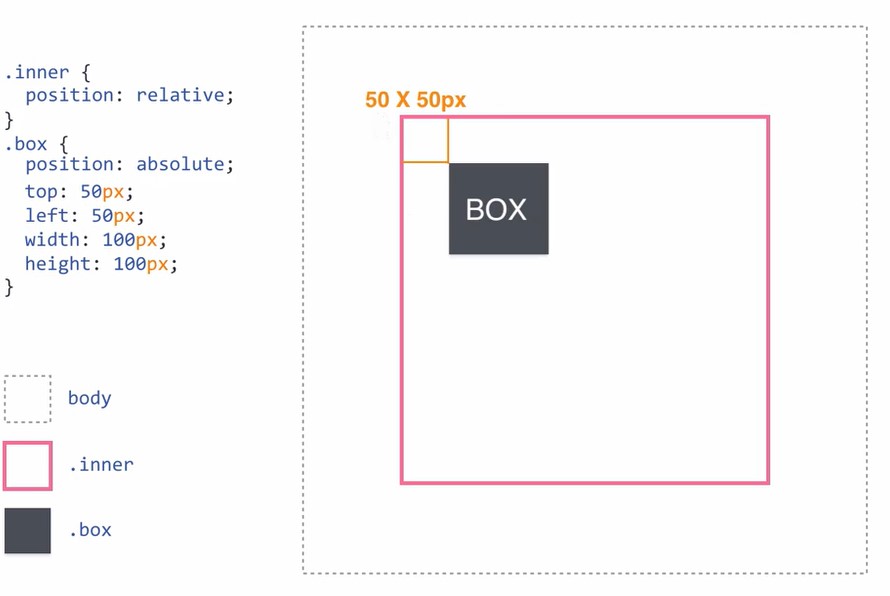 .inner {
  position: relative;
}
.box {
  position: absolute;
  top: 50px;
  left: 50px;
  width: 100px;
  height: 100px;
}
body
.inner
.box
50 X 50px
BOX